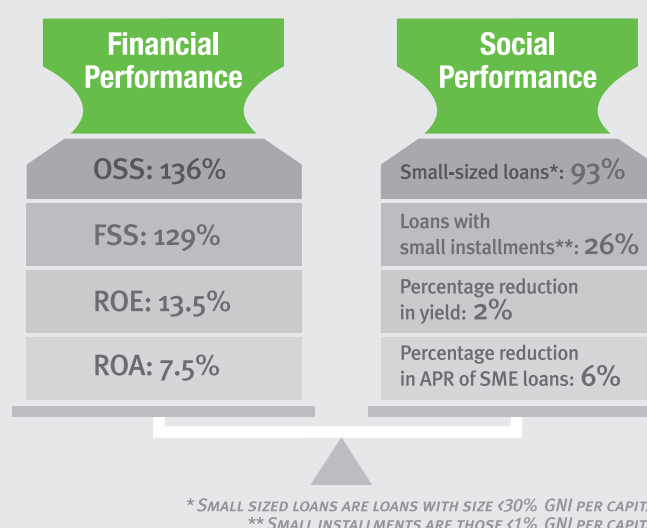 Financial
Performance
OSS: 136%
FSS: 129%
ROE: 13.5%
ROA: 7.5%
Social
Performance
Small-sized loans*: 93%
Loans with
small installments**: 26%
Percentage reduction
in yield: 2%
Percentage reduction
in APR of SME loans: 6%
* SMALL SIZED LOANS ARE LOANS WITH SIZE <30% GNI PER
** SMALL INSTALLMENTS ARE THOSE <1% GNI PER